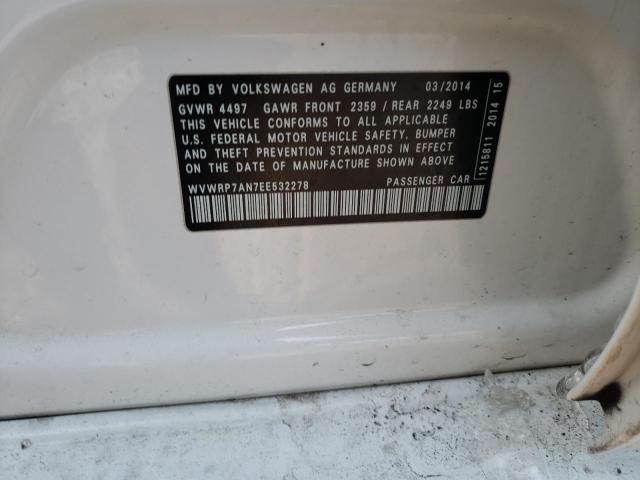 MFD BY VOLKSWAGEN AG GERMANY 03/2014
GVWR 4497 GAWR FRONT 2359 / REAR 2249 LBS
THIS VEHICLE CONFORMS TO ALL APPLICABLE
U.S. FEDERAL MOTOR VEHICLE SAFETY, BUMPER
AND THEFT PREVENTION STANDARDS IN EFFECT
ON THE DATE OF MANUFACTURE SHOWN ABOVE
WVWRP7AN7EE532278 PASSENGER CAR
1215811 2014 15